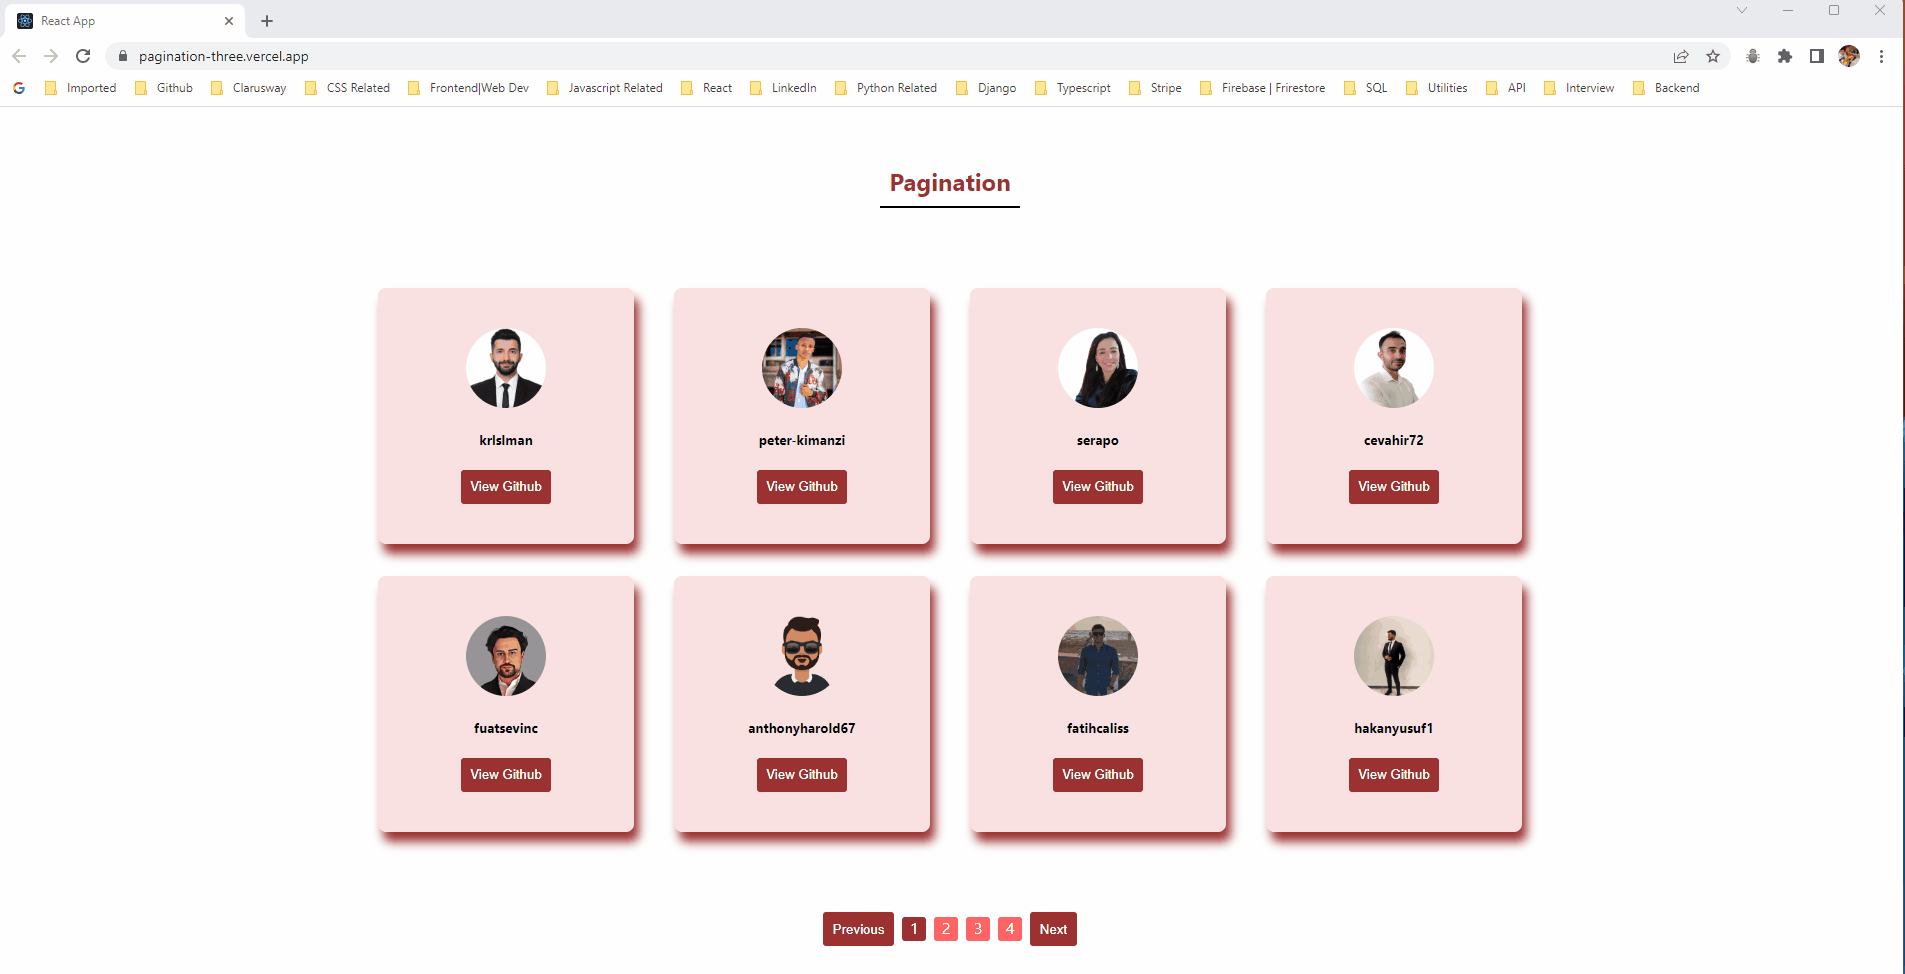 React App
pagination-three.vercel.app
Imported Github Clarusway CSS Related Frontend|Web Dev Javascript Related React LinkedIn Python Related Django Typescript Stripe Firebase | Frirestore SQL Utilities API Interview Backend
Pagination
krlslman peter-kimanzi serapo cevahir72
View Github View Github View Github View Github
fuatsevinc anthonyharold67 fatihcaliss hakanyusuf1
View Github View Github View Github View Github
Previous 1 2 3 4 Next